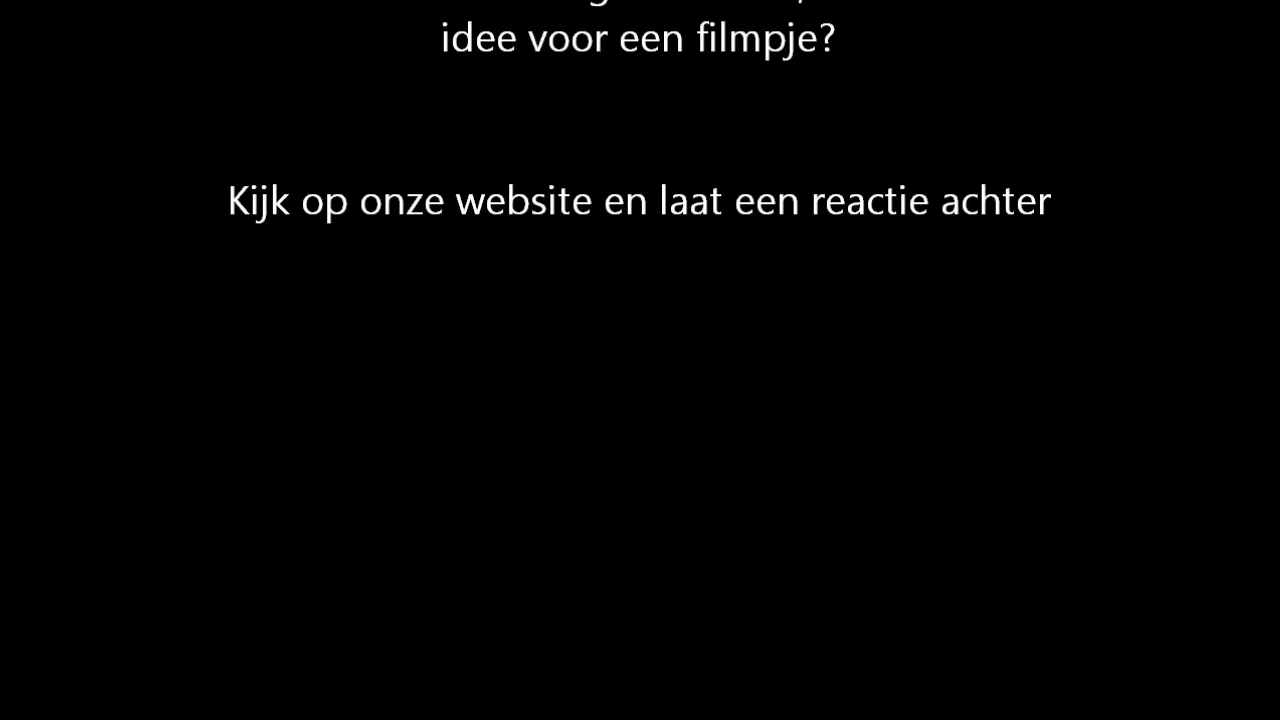 idee voor een filmpje?
Kijk op onze website en laat een reactie achter